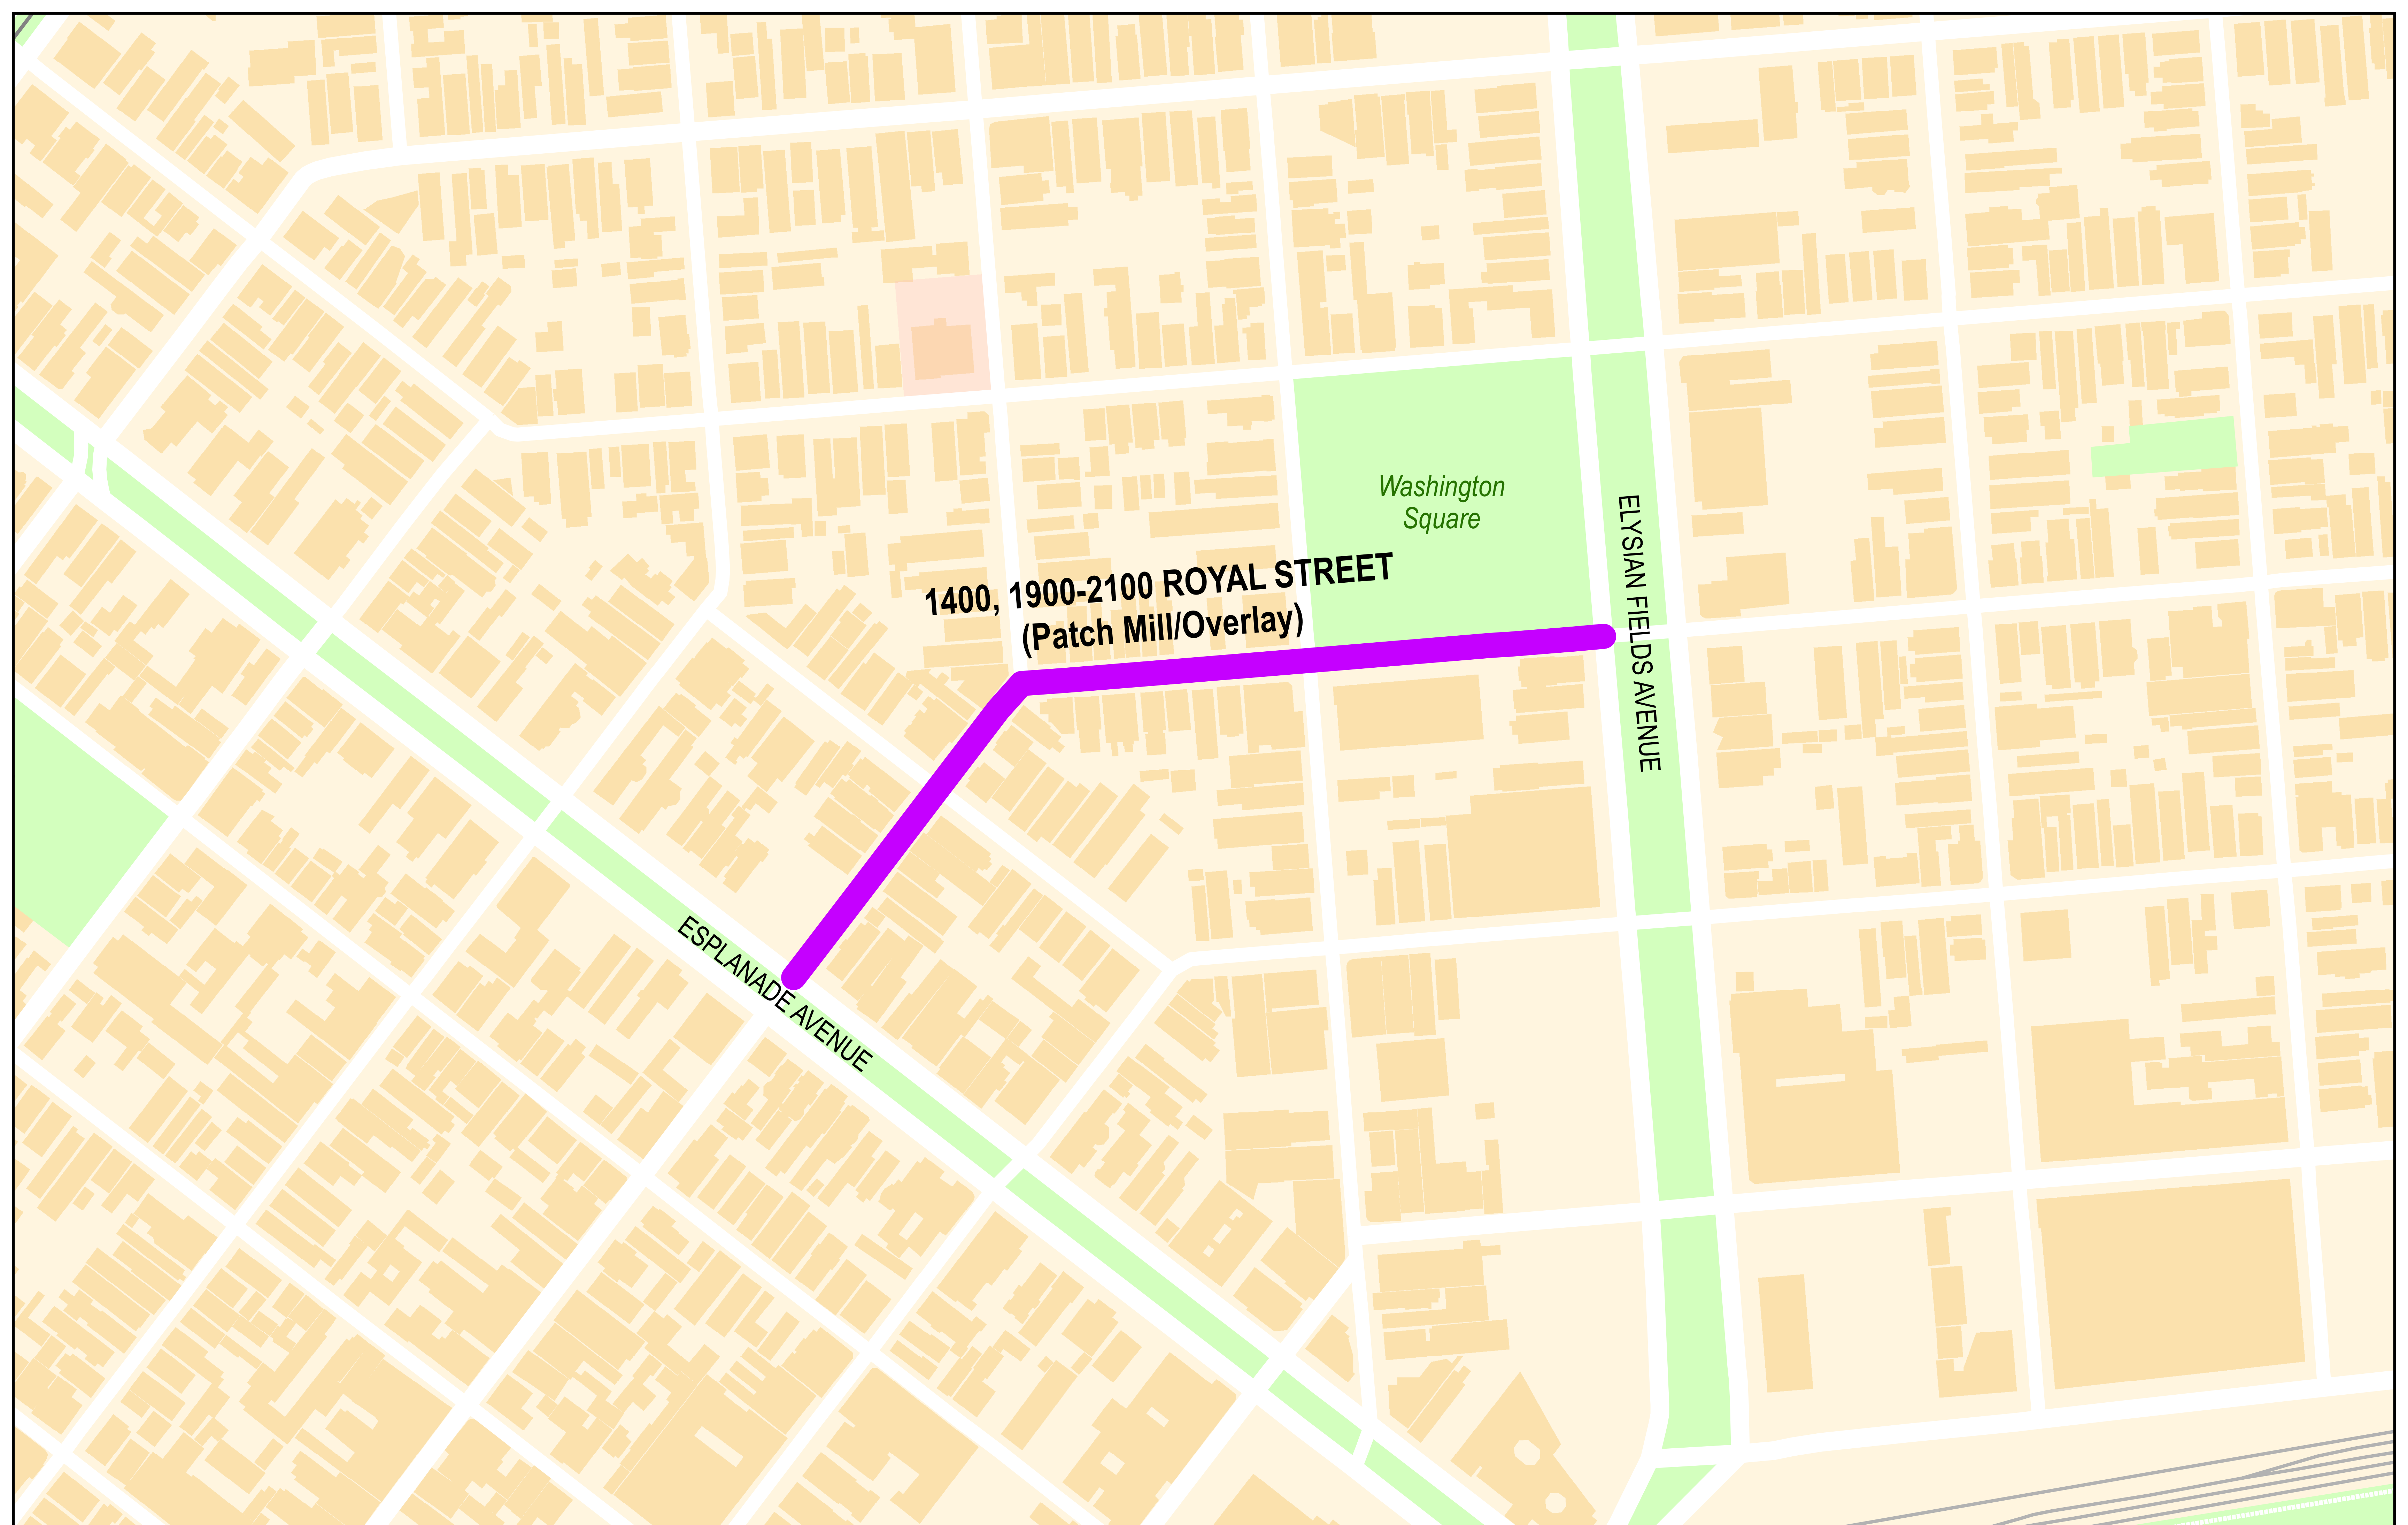 Washington
Square
ELYSIAN FIELDS AVENUE
1400, 1900-2100 ROYAL STREET
(Patch Mill/Overlay)
ESPLANADE AVENUE